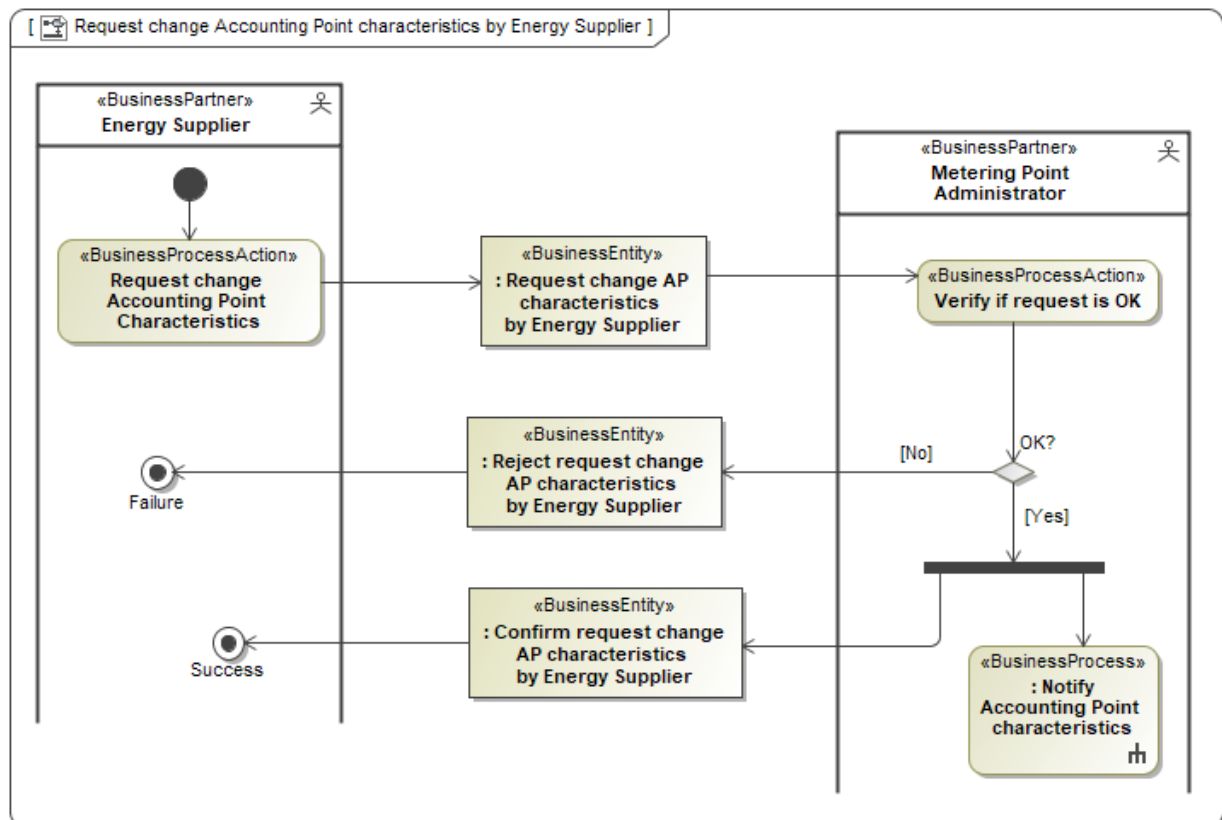 [ Request change Accounting Point characteristics by Energy Supplier ]
«BusinessPartner»
Energy Supplier
«BusinessPartner»
Metering Point
Administrator
«BusinessProcessAction»
Request change
Accounting Point
Characteristics
«BusinessEntity»
: Request change AP
characteristics
by Energy Supplier
«BusinessProcessAction»
Verify if request is OK
OK?
[No]
«BusinessEntity»
: Reject request change
AP characteristics
by Energy Supplier
Failure
[Yes]
«BusinessEntity»
: Confirm request change
AP characteristics
by Energy Supplier
Success
«BusinessProcess»
: Notify
Accounting Point
characteristics